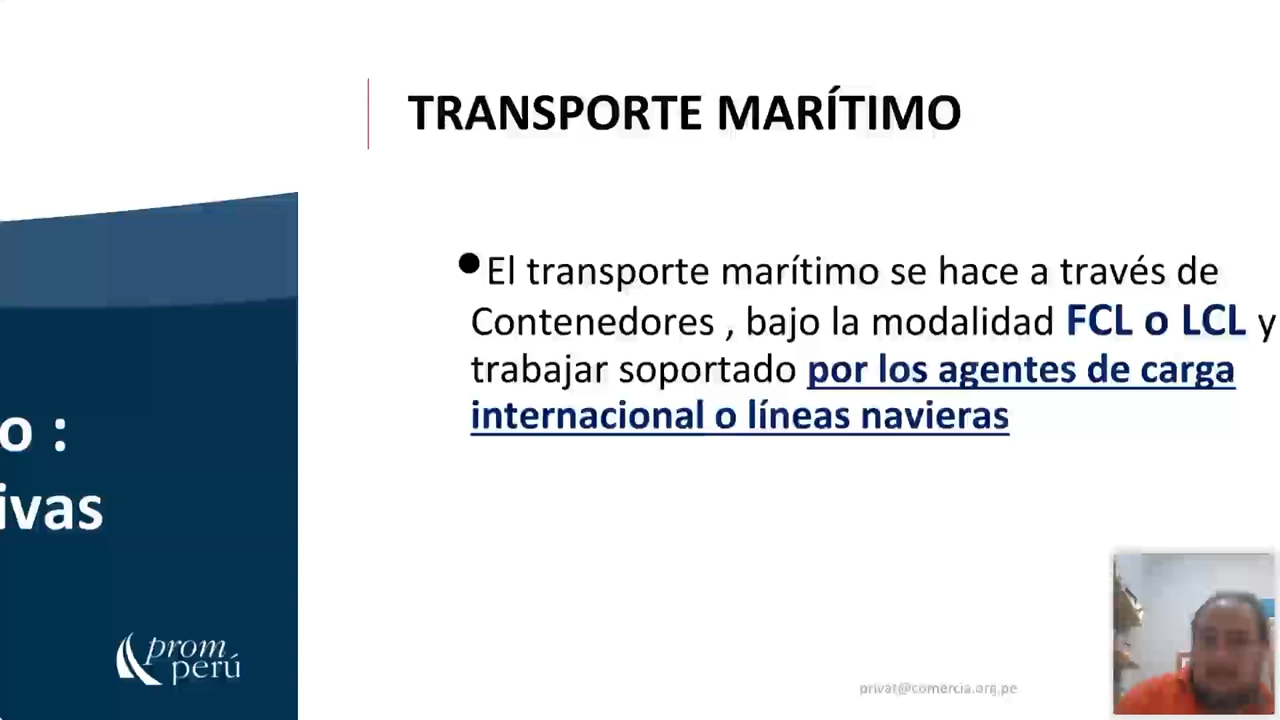 TRANSPORTE MARÍTIMO
•El transporte marítimo se hace a través de
Contenedores , bajo la modalidad FCL o LCL y
trabajar soportado por los agentes de carga
internacional o líneas navieras
o :
ivas
prom
perú
privat@comercia.org.pe